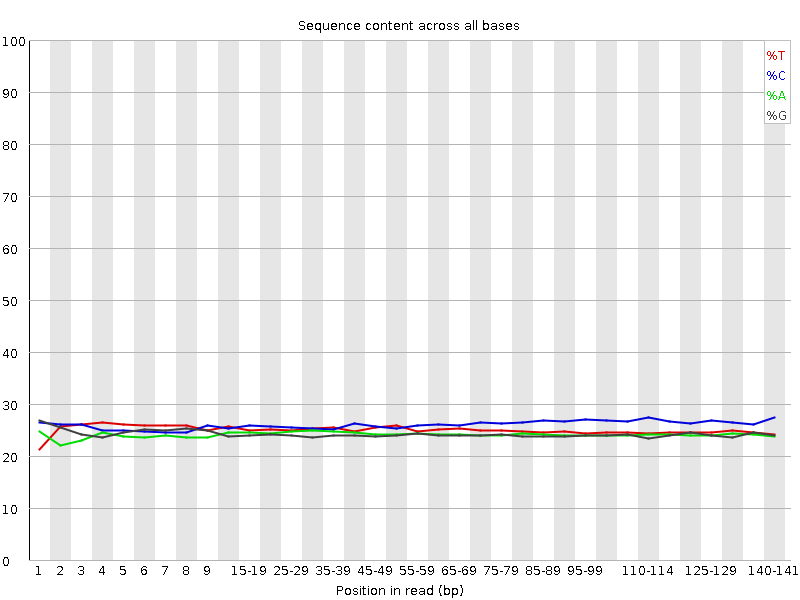 Sequence content across all bases
100
90
80
70
60
50
40
30
20
10
0
%T
%C
%A
%G
1 2 3 4 5 6 7 8 9 15-19 25-29 35-39 45-49 55-59 65-69 75-79 85-89 95-99 110-114 125-129 140-141
Position in read (bp)